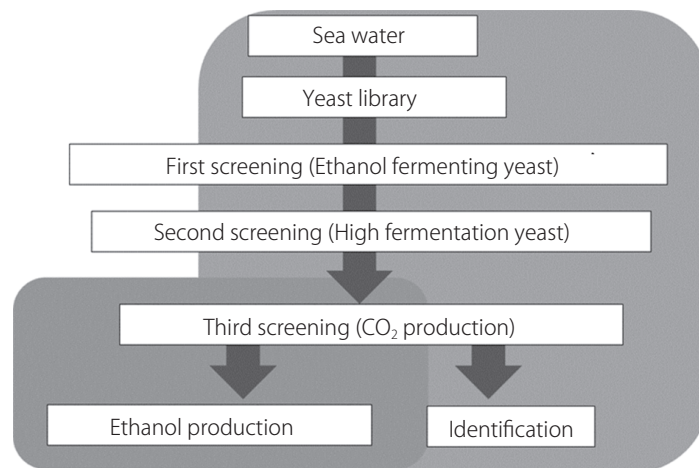 Sea water
Yeast library
First screening (Ethanol fermenting yeast)
Second screening (High fermentation yeast)
Third screening (CO₂ production)
Ethanol production
Identification